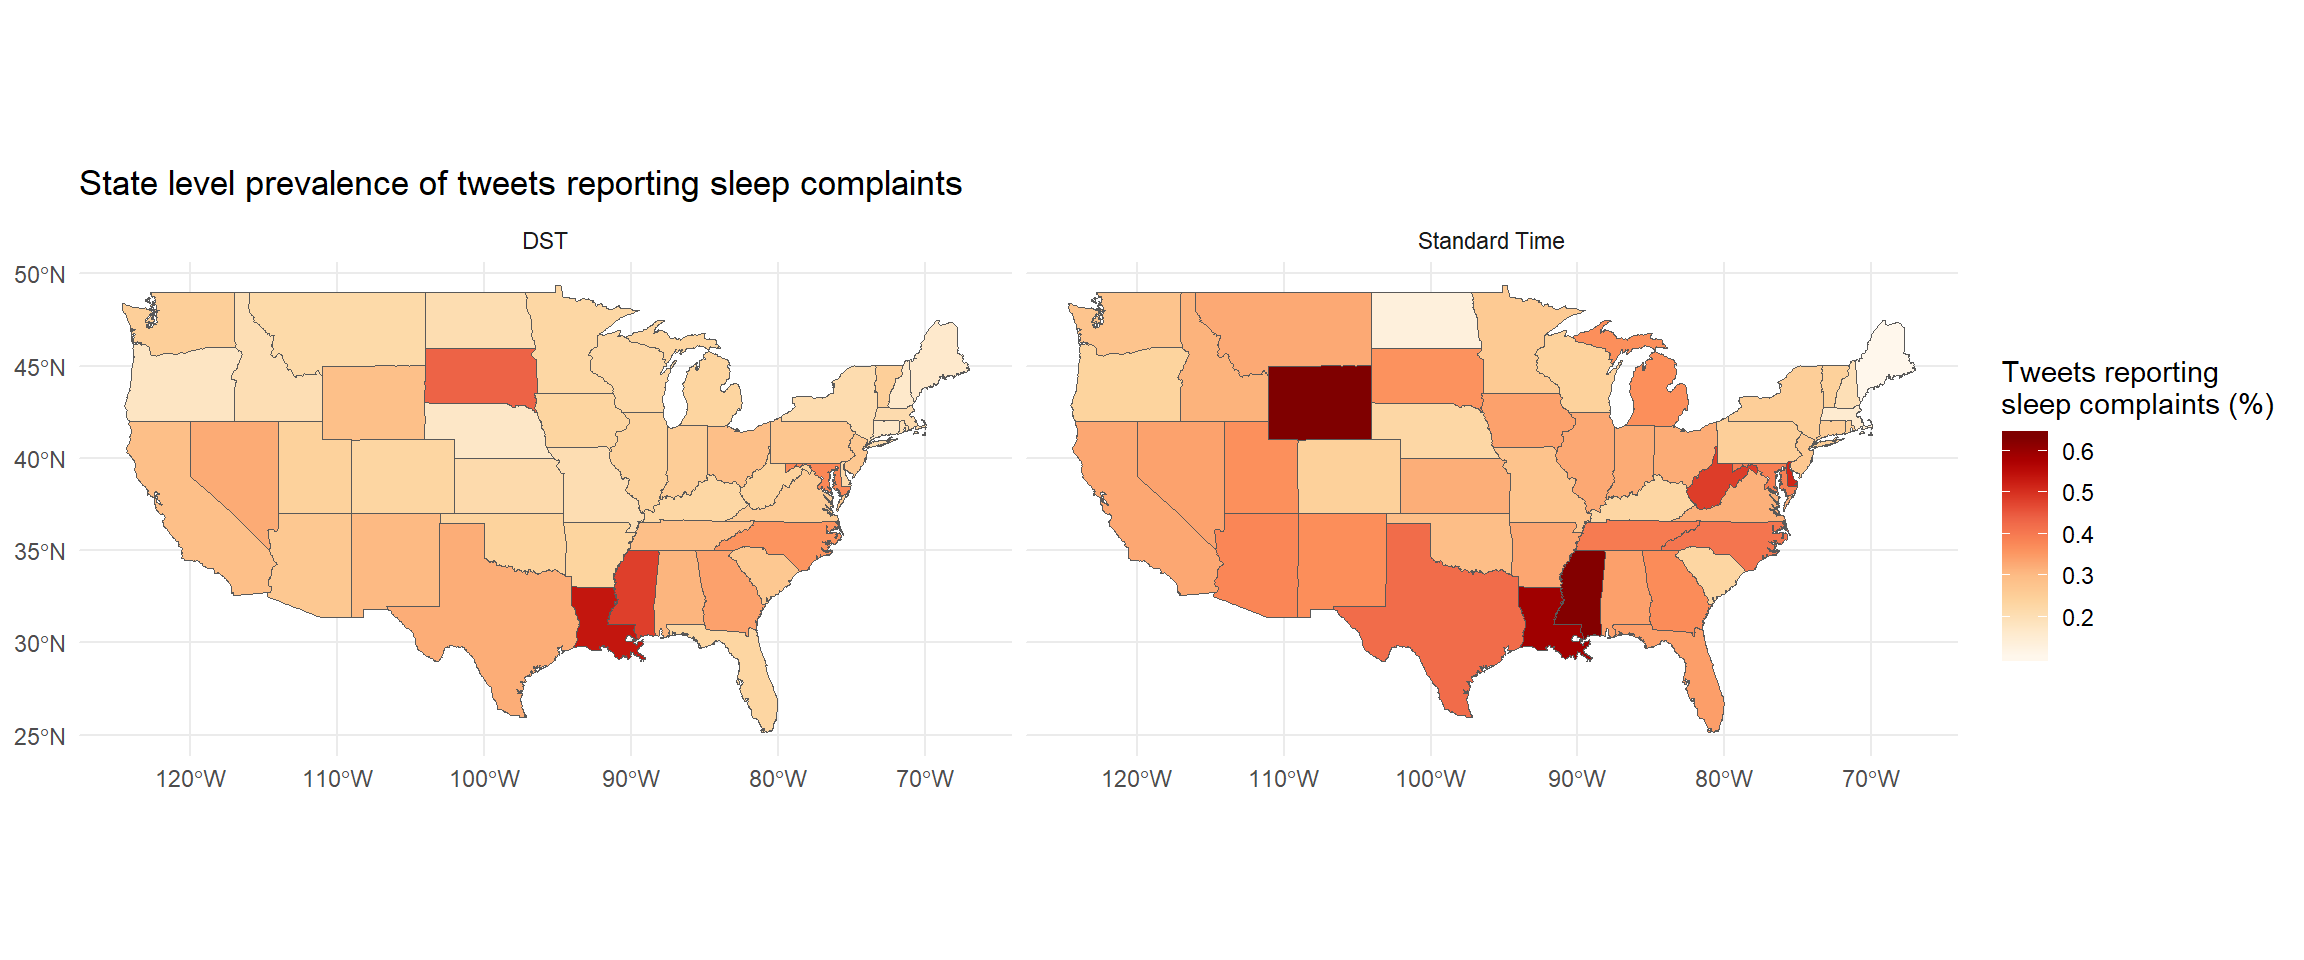 State level prevalence of tweets reporting sleep complaints
DST
Standard Time
50°N
45°N
40°N
35°N
30°N
25°N
120°W 110°W 100°W 90°W 80°W 70°W
120°W 110°W 100°W 90°W 80°W 70°W
Tweets reporting
sleep complaints (%)
0.6
0.5
0.4
0.3
0.2